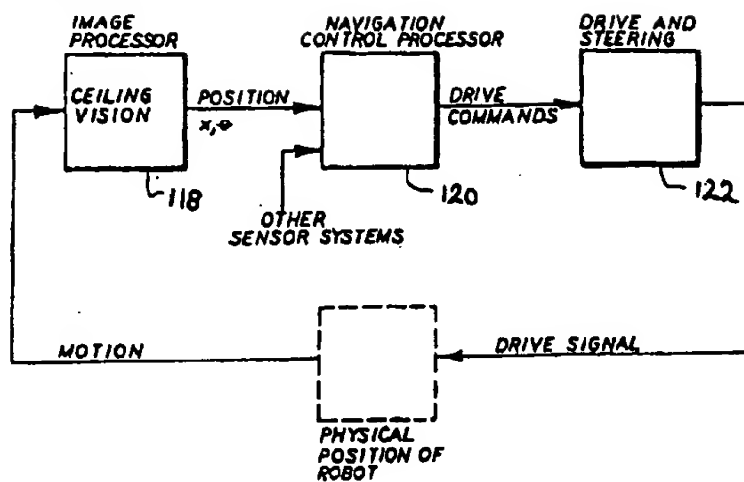 IMAGE
PROCESSOR
NAVIGATION
CONTROL PROCESSOR
DRIVE AND
STEERING
CEILING
VISION
POSITION
x,θ
DRIVE
COMMANDS
118
120
122
OTHER
SENSOR SYSTEMS
MOTION
DRIVE SIGNAL
PHYSICAL
POSITION OF
ROBOT